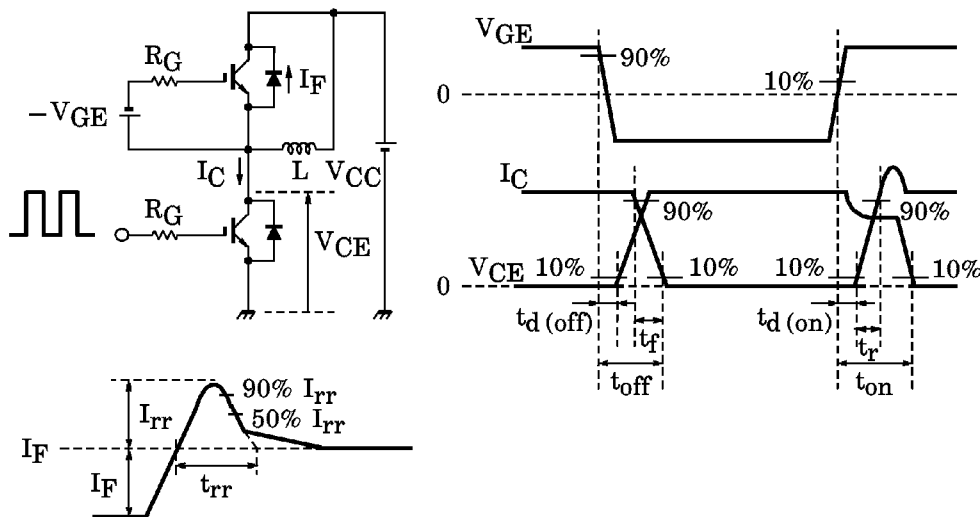 R_G
I_F
−V_GE
I_C
L
V_CC
R_G
V_CE
V_GE
90%
10%
0
I_C
90%
90%
V_CE
10%
10%
10%
10%
0
t_d (off)
t_f
t_off
t_d (on)
t_r
t_on
I_rr
90% I_rr
50% I_rr
I_F
I_F
t_rr